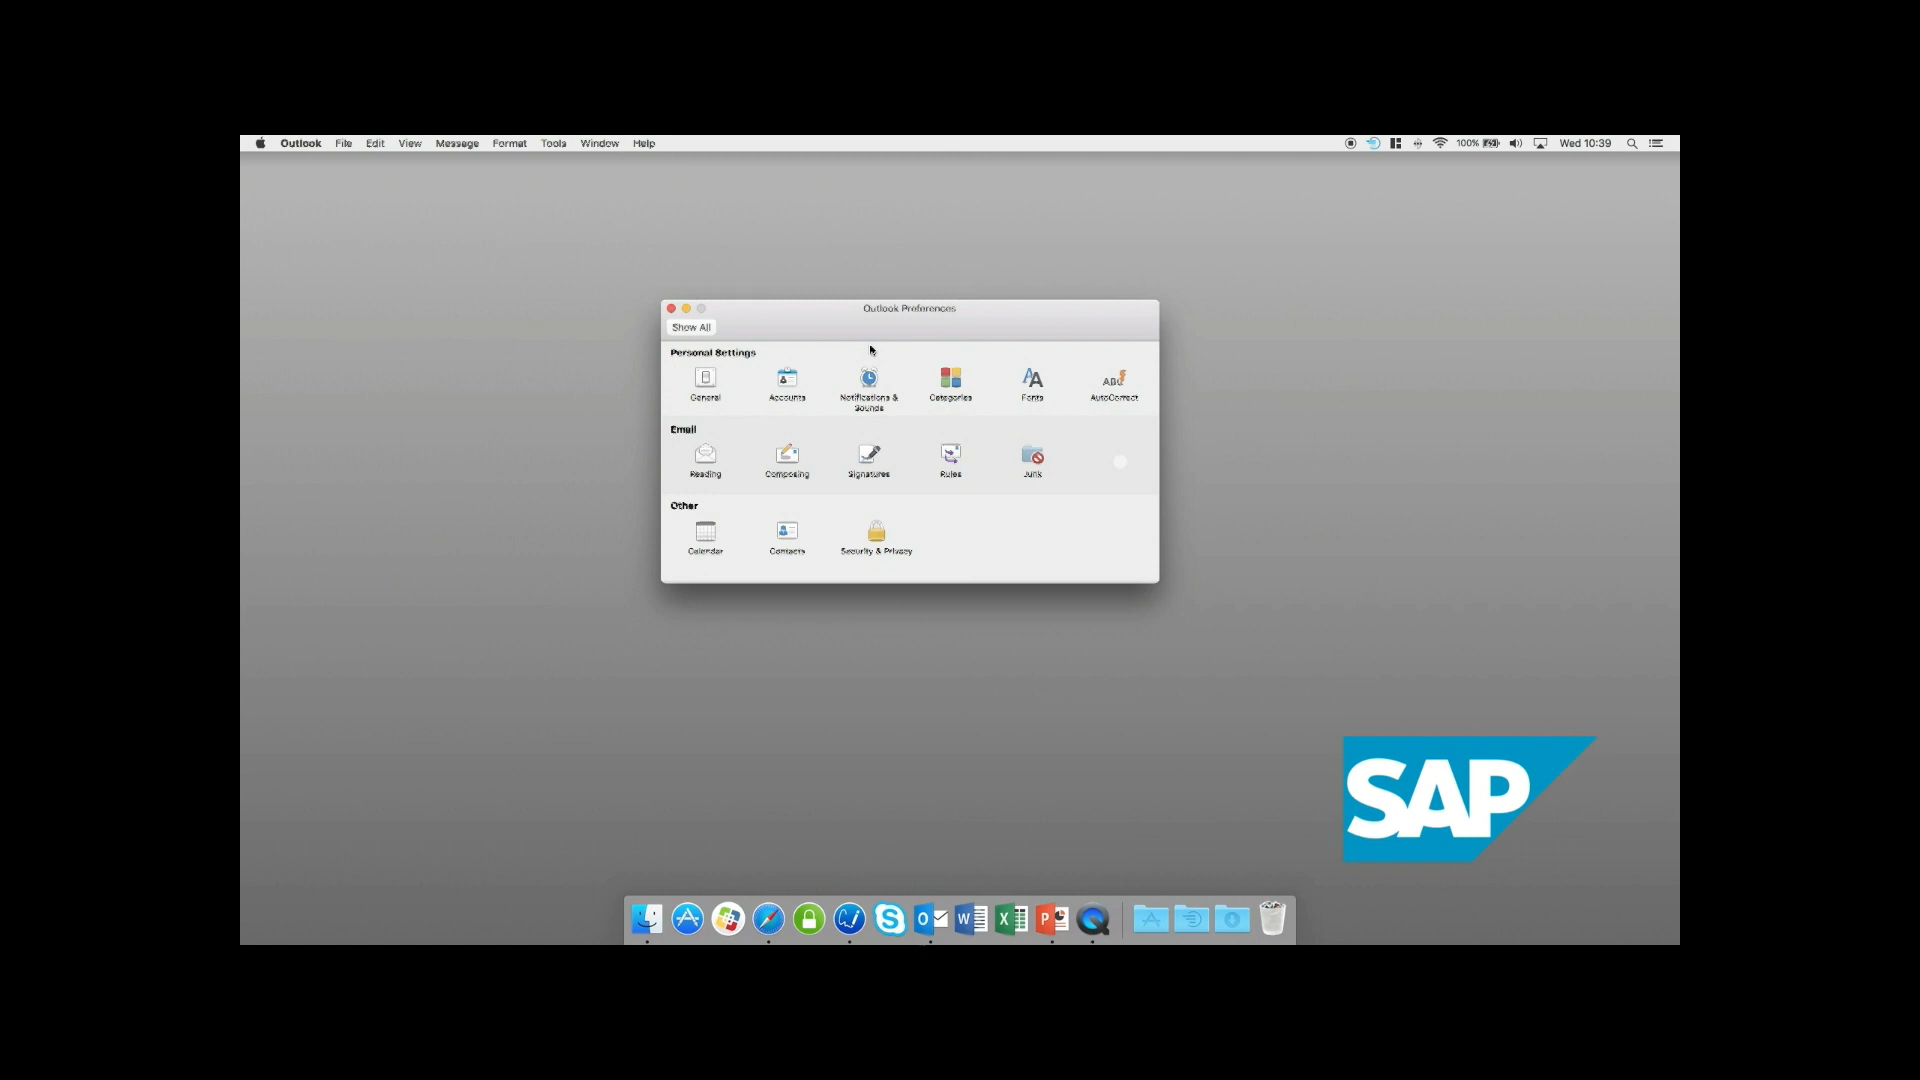 Outlook File Edit View Message Format Tools Window Help 100% Wed 10:39
Outlook Preferences
Show All
Personal Settings
General Accounts Notifications & Sounds Categories Fonts ABC AutoCorrect
Email
Reading Composing Signatures Rules Junk
Other
Calendar Contacts Security & Privacy
SAP